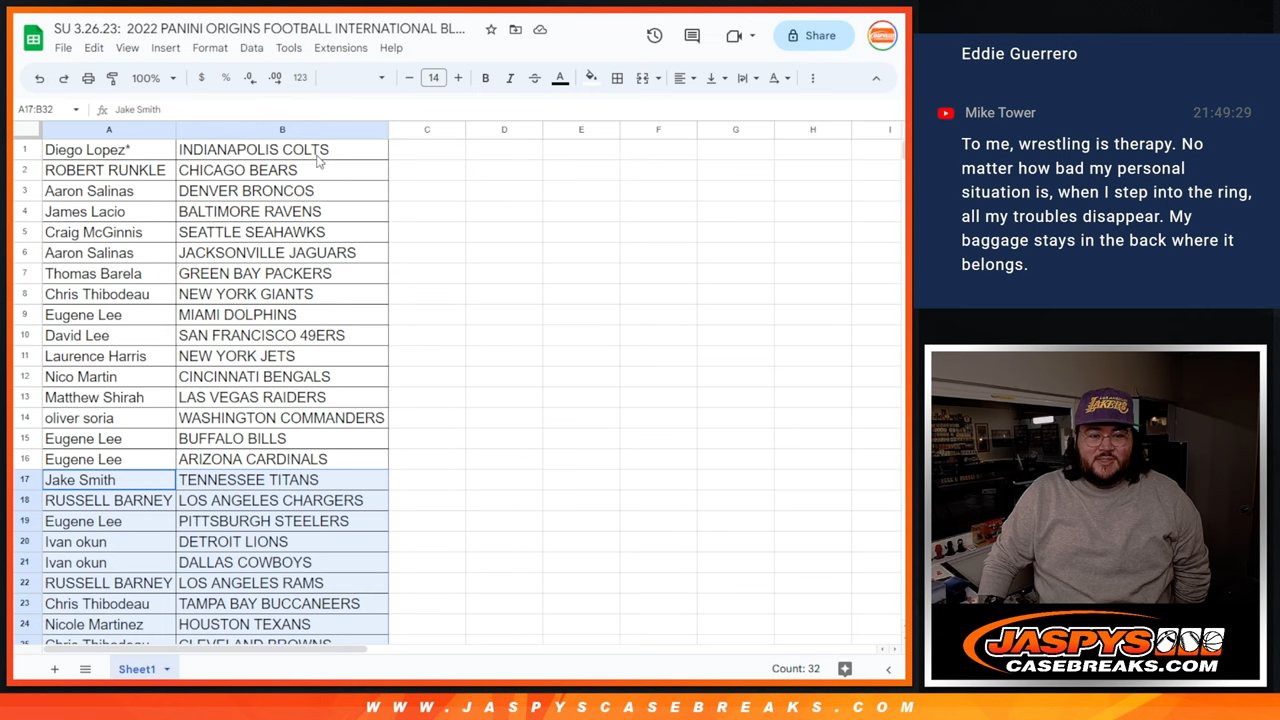 SU 3.26.23: 2022 PANINI ORIGINS FOOTBALL INTERNATIONAL BL...
File Edit View Insert Format Data Tools Extensions Help
Share
100% $ % .0 .00 123 14 B I A
A17:B32 fx Jake Smith
A B C D E F G H I
1 Diego Lopez* INDIANAPOLIS COLTS
2 ROBERT RUNKLE CHICAGO BEARS
3 Aaron Salinas DENVER BRONCOS
4 James Lacio BALTIMORE RAVENS
5 Craig McGinnis SEATTLE SEAHAWKS
6 Aaron Salinas JACKSONVILLE JAGUARS
7 Thomas Barela GREEN BAY PACKERS
8 Chris Thibodeau NEW YORK GIANTS
9 Eugene Lee MIAMI DOLPHINS
10 David Lee SAN FRANCISCO 49ERS
11 Laurence Harris NEW YORK JETS
12 Nico Martin CINCINNATI BENGALS
13 Matthew Shirah LAS VEGAS RAIDERS
14 oliver soria WASHINGTON COMMANDERS
15 Eugene Lee BUFFALO BILLS
16 Eugene Lee ARIZONA CARDINALS
17 Jake Smith TENNESSEE TITANS
18 RUSSELL BARNEY LOS ANGELES CHARGERS
19 Eugene Lee PITTSBURGH STEELERS
20 Ivan okun DETROIT LIONS
21 Ivan okun DALLAS COWBOYS
22 RUSSELL BARNEY LOS ANGELES RAMS
23 Chris Thibodeau TAMPA BAY BUCCANEERS
24 Nicole Martinez HOUSTON TEXANS
25 Chris Thibodeau CLEVELAND BROWNS
Sheet1
Count: 32
Eddie Guerrero
Mike Tower 21:49:29
To me, wrestling is therapy. No
matter how bad my personal
situation is, when I step into the ring,
all my troubles disappear. My
baggage stays in the back where it
belongs.
LAKERS
JASPYS
CASEBREAKS.COM
WWW.JASPYSCASEBREAKS.COM